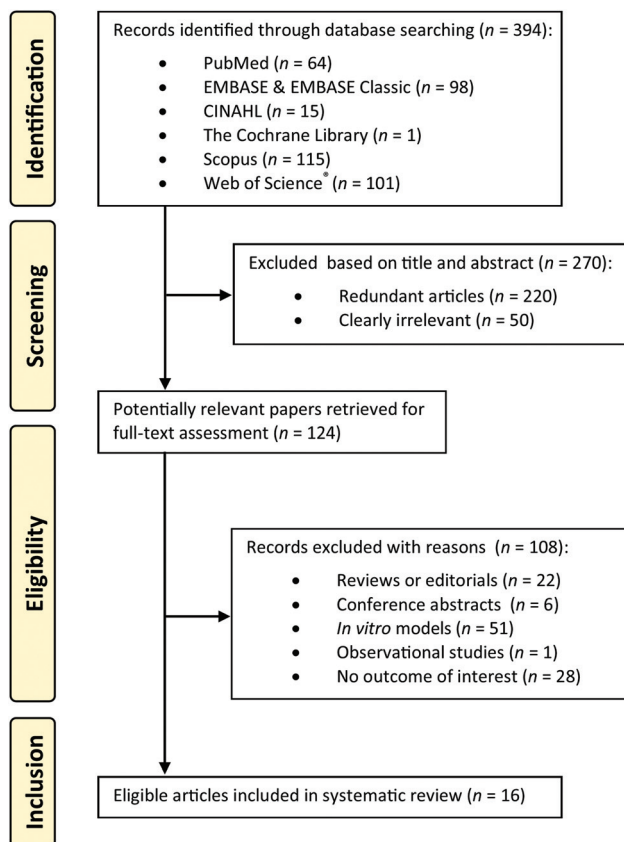 Identification
Records identified through database searching (n = 394):
• PubMed (n = 64)
• EMBASE & EMBASE Classic (n = 98)
• CINAHL (n = 15)
• The Cochrane Library (n = 1)
• Scopus (n = 115)
• Web of Science® (n = 101)
Screening
Excluded based on title and abstract (n = 270):
• Redundant articles (n = 220)
• Clearly irrelevant (n = 50)
Potentially relevant papers retrieved for
full-text assessment (n = 124)
Eligibility
Records excluded with reasons (n = 108):
• Reviews or editorials (n = 22)
• Conference abstracts (n = 6)
• In vitro models (n = 51)
• Observational studies (n = 1)
• No outcome of interest (n = 28)
Inclusion
Eligible articles included in systematic review (n = 16)